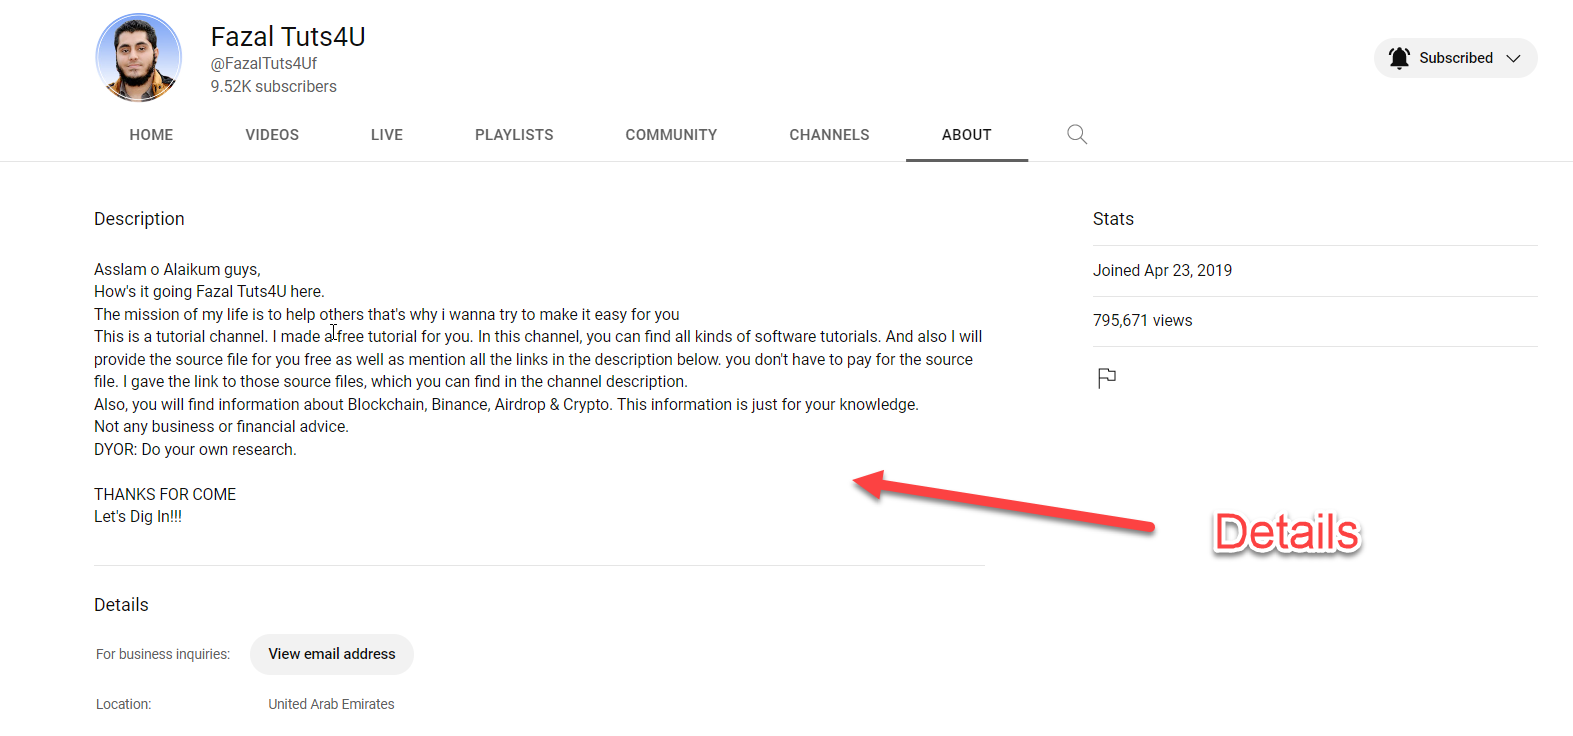 Fazal Tuts4U
@FazalTuts4Uf
9.52K subscribers
Subscribed
HOME VIDEOS LIVE PLAYLISTS COMMUNITY CHANNELS ABOUT
Description
Asslam o Alaikum guys,
How's it going Fazal Tuts4U here.
The mission of my life is to help others that's why i wanna try to make it easy for you
This is a tutorial channel. I made a free tutorial for you. In this channel, you can find all kinds of software tutorials. And also I will
provide the source file for you free as well as mention all the links in the description below. you don't have to pay for the source
file. I gave the link to those source files, which you can find in the channel description.
Also, you will find information about Blockchain, Binance, Airdrop & Crypto. This information is just for your knowledge.
Not any business or financial advice.
DYOR: Do your own research.
THANKS FOR COME
Let's Dig In!!!
Stats
Joined Apr 23, 2019
795,671 views
Details
Details
For business inquiries: View email address
Location: United Arab Emirates